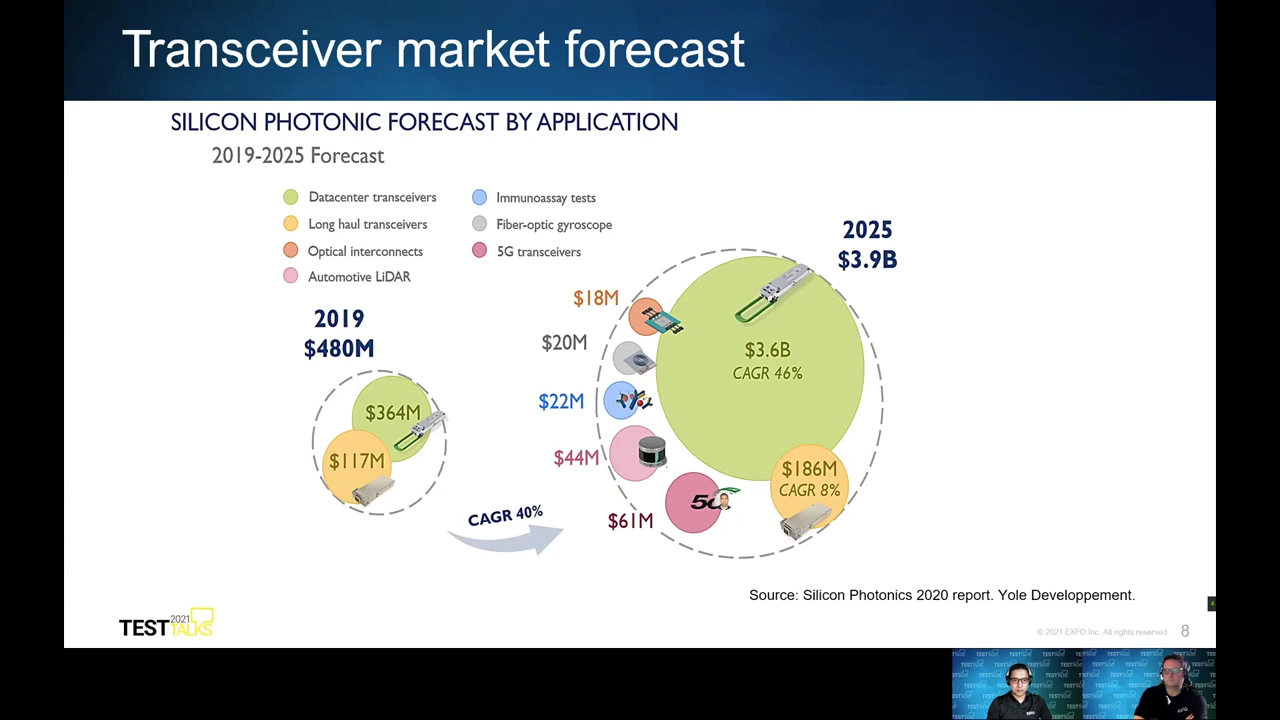 Transceiver market forecast
SILICON PHOTONIC FORECAST BY APPLICATION
2019-2025 Forecast
Datacenter transceivers
Long haul transceivers
Optical interconnects
Automotive LiDAR
Immunoassay tests
Fiber-optic gyroscope
5G transceivers
2019
$480M
$364M
$117M
CAGR 40%
2025
$3.9B
$18M
$20M
$22M
$44M
$61M
5G
$3.6B
CAGR 46%
$186M
CAGR 8%
Source: Silicon Photonics 2020 report. Yole Developpement.
TEST 2021 TALKS
© 2021 EXFO Inc. All rights reserved
8